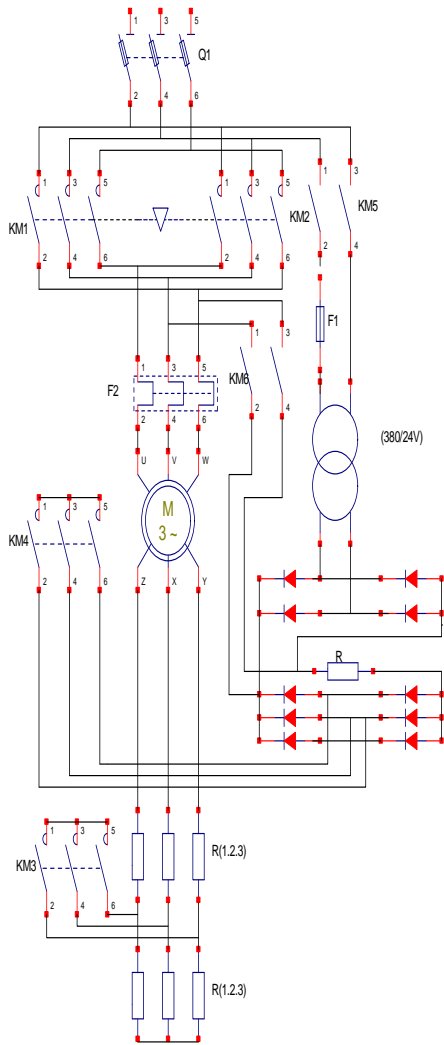 1 3 5
Q1
2 4 6
1 3 5 1 3 5 1 3
KM1 KM2 KM5
2 4 6 2 4 6 2 4
F1
1 3
KM6
2 4
1 3 5
F2
2 4 6
(380/24V)
U V W
M
3 ~
Z X Y
1 3 5
KM4
2 4 6
R
R(1.2.3)
1 3 5
KM3
2 4 6
R(1.2.3)